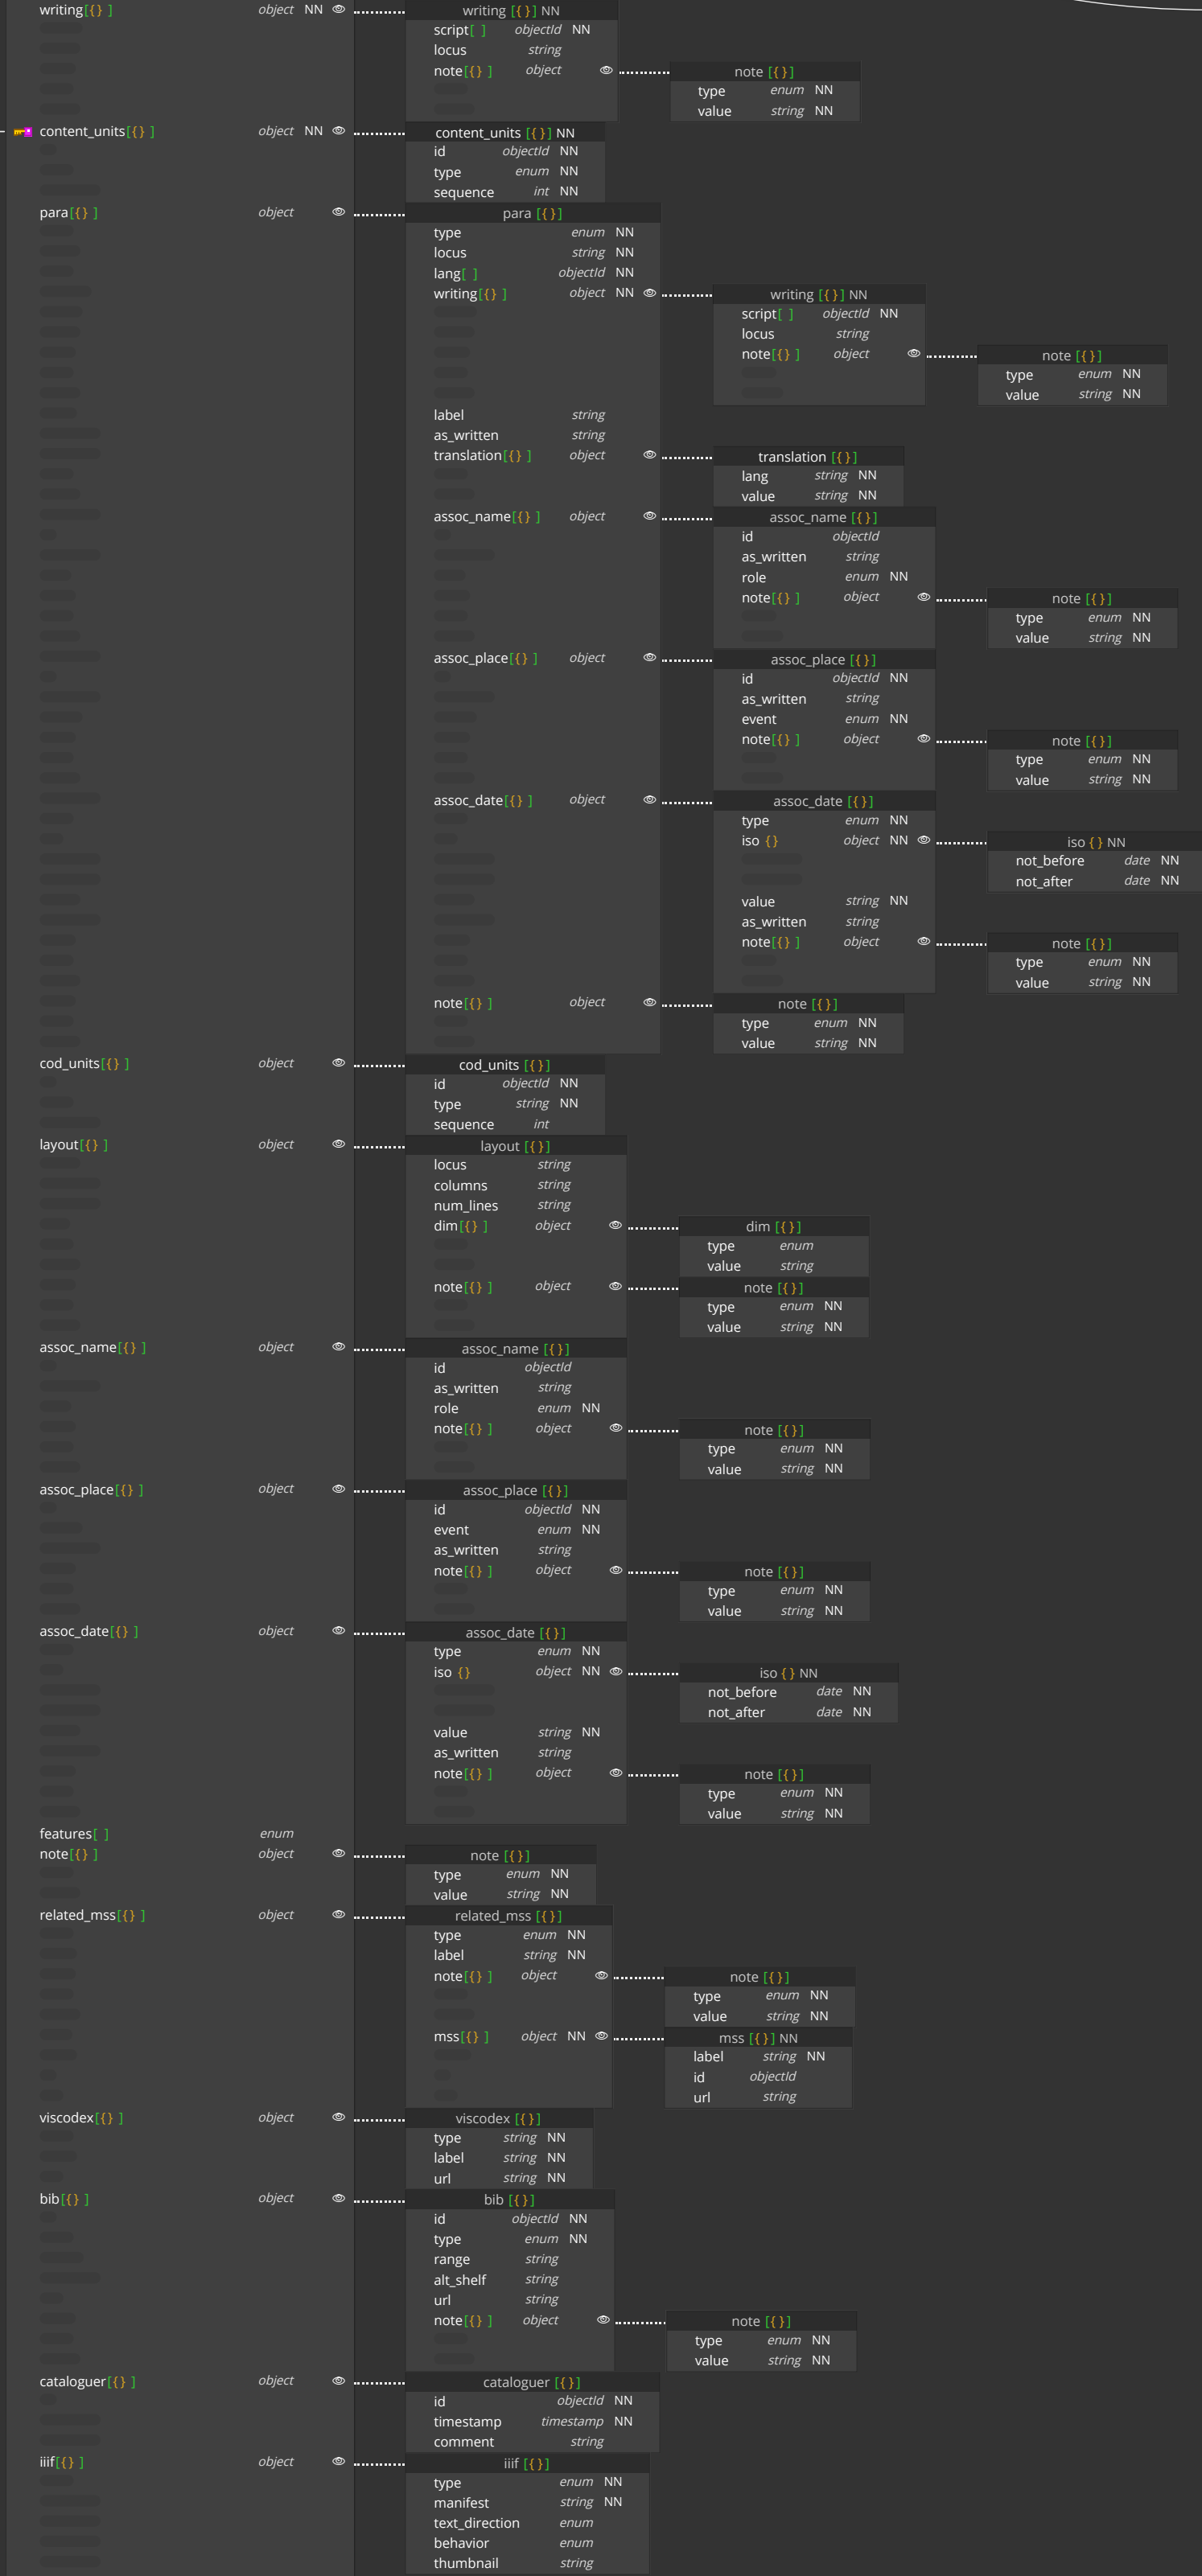 writing[{} ] object NN writing [{}] NN
script[ ] objectId NN
locus string
note[{} ] object note [{}]
type enum NN
value string NN
content_units[{} ] object NN content_units [{}] NN
id objectId NN
type enum NN
sequence int NN
para[{} ] object para [{}]
type enum NN
locus string NN
lang[ ] objectId NN
writing[{} ] object NN writing [{}] NN
script[ ] objectId NN
locus string
note[{} ] object note [{}]
type enum NN
value string NN
label string
as_written string
translation[{} ] object translation [{}]
lang string NN
value string NN
assoc_name[{} ] object assoc_name [{}]
id objectId
as_written string
role enum NN
note[{} ] object note [{}]
type enum NN
value string NN
assoc_place[{} ] object assoc_place [{}]
id objectId NN
as_written string
event enum NN
note[{} ] object note [{}]
type enum NN
value string NN
assoc_date[{} ] object assoc_date [{}]
type enum NN
iso {} object NN iso {} NN
not_before date NN
not_after date NN
value string NN
as_written string
note[{} ] object note [{}]
type enum NN
value string NN
note[{} ] object note [{}]
type enum NN
value string NN
cod_units[{} ] object cod_units [{}]
id objectId NN
type string NN
sequence int
layout[{} ] object layout [{}]
locus string
columns string
num_lines string
dim[{} ] object dim [{}]
type enum
value string
note[{} ] object note [{}]
type enum NN
value string NN
assoc_name[{} ] object assoc_name [{}]
id objectId
as_written string
role enum NN
note[{} ] object note [{}]
type enum NN
value string NN
assoc_place[{} ] object assoc_place [{}]
id objectId NN
event enum NN
as_written string
note[{} ] object note [{}]
type enum NN
value string NN
assoc_date[{} ] object assoc_date [{}]
type enum NN
iso {} object NN iso {} NN
not_before date NN
not_after date NN
value string NN
as_written string
note[{} ] object note [{}]
type enum NN
value string NN
features[ ] enum
note[{} ] object note [{}]
type enum NN
value string NN
related_mss[{} ] object related_mss [{}]
type enum NN
label string NN
note[{} ] object note [{}]
type enum NN
value string NN
mss[{} ] object NN mss [{}] NN
label string NN
id objectId
url string
viscodex[{} ] object viscodex [{}]
type string NN
label string NN
url string NN
bib[{} ] object bib [{}]
id objectId NN
type enum NN
range string
alt_shelf string
url string
note[{} ] object note [{}]
type enum NN
value string NN
cataloguer[{} ] object cataloguer [{}]
id objectId NN
timestamp timestamp NN
comment string
iiif[{} ] object iiif [{}]
type enum NN
manifest string NN
text_direction enum
behavior enum
thumbnail string